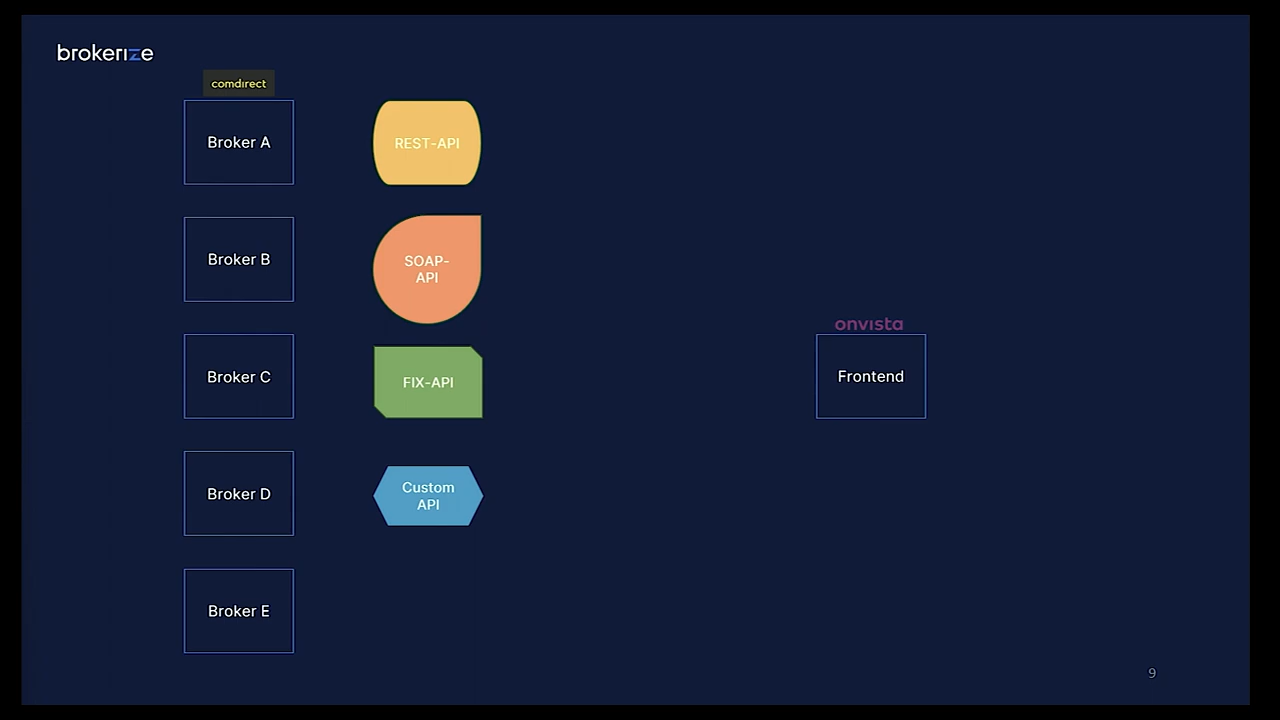 brokerize
comdirect
Broker A
REST-API
Broker B
SOAP-
API
Broker C
FIX-API
onvista
Frontend
Broker D
Custom
API
Broker E
9